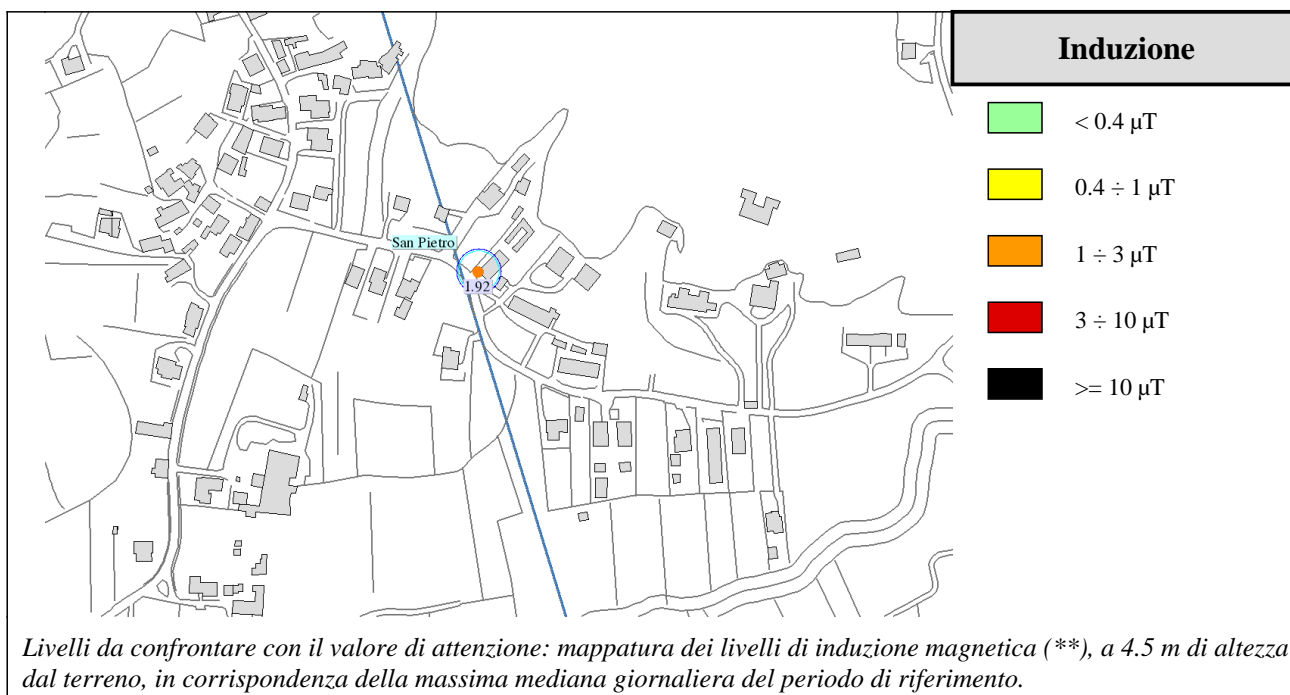 Induzione
< 0.4 µT
0.4 ÷ 1 µT
1 ÷ 3 µT
3 ÷ 10 µT
>= 10 µT
San Pietro
1.92
Livelli da confrontare con il valore di attenzione: mappatura dei livelli di induzione magnetica (**), a 4.5 m di altezza
dal terreno, in corrispondenza della massima mediana giornaliera del periodo di riferimento.